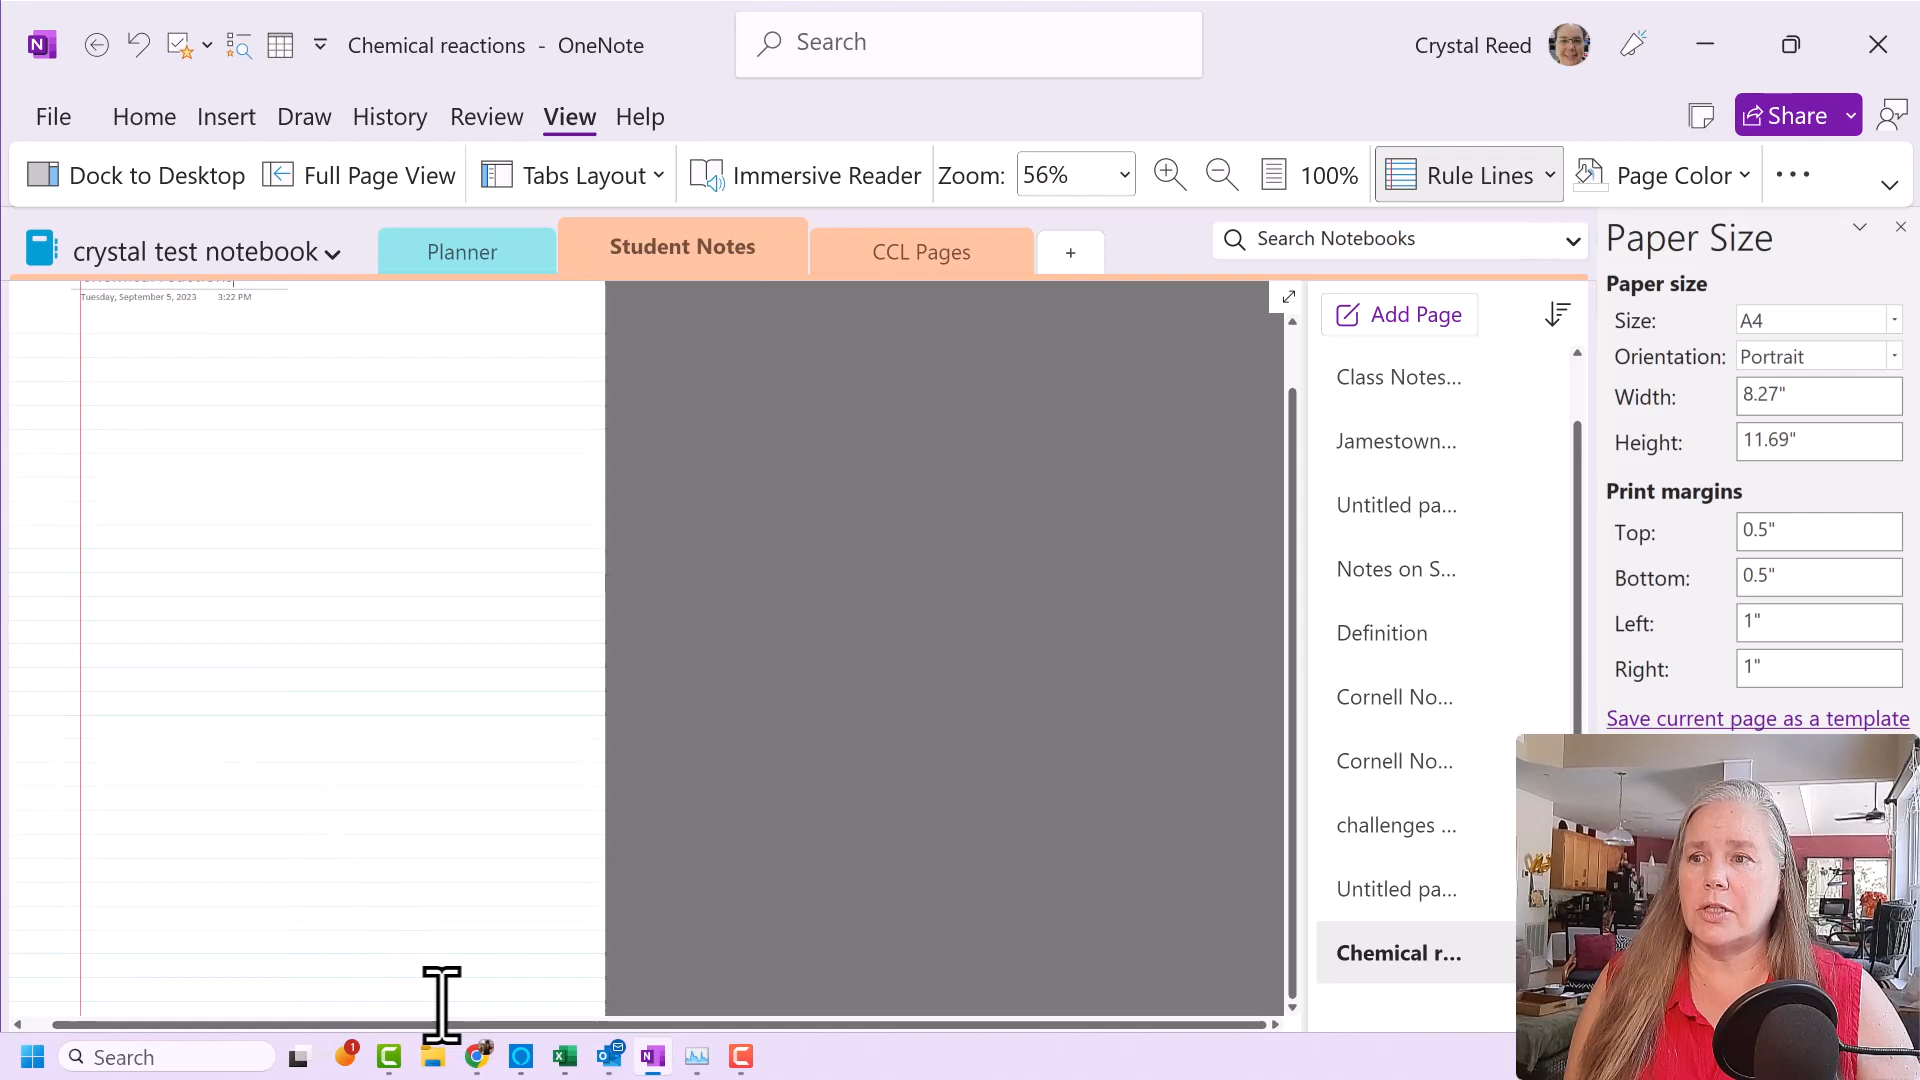 Chemical reactions - OneNote
Search
Crystal Reed
File Home Insert Draw History Review View Help
Share
Dock to Desktop Full Page View Tabs Layout Immersive Reader Zoom: 56% 100% Rule Lines Page Color
crystal test notebook
Planner
Student Notes
CCL Pages
+
Search Notebooks
Tuesday, September 5, 2023 3:22 PM
Add Page
Class Notes...
Jamestown...
Untitled pa...
Notes on S...
Definition
Cornell No...
Cornell No...
challenges ...
Untitled pa...
Chemical r...
Paper Size
Paper size
Size: A4
Orientation: Portrait
Width: 8.27"
Height: 11.69"
Print margins
Top: 0.5"
Bottom: 0.5"
Left: 1"
Right: 1"
Save current page as a template
Search
1